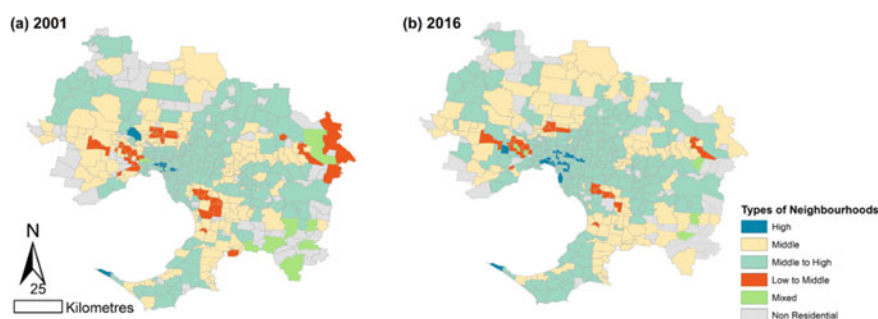 (a) 2001
(b) 2016
N
25
Kilometres
Types of Neighbourhoods
High
Middle
Middle to High
Low to Middle
Mixed
Non Residential